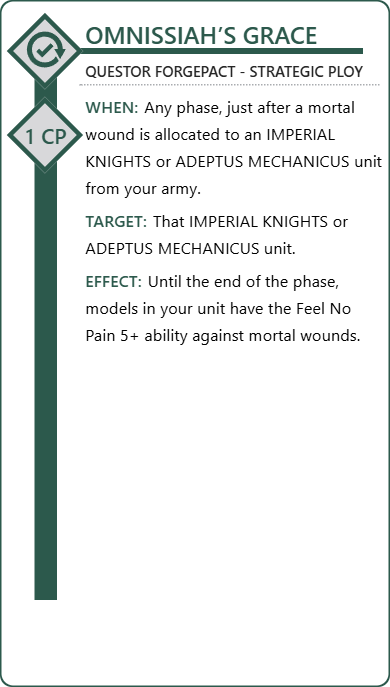 OMNISSIAH’S GRACE
QUESTOR FORGEPACT - STRATEGIC PLOY
1 CP
WHEN: Any phase, just after a mortal
wound is allocated to an IMPERIAL
KNIGHTS or ADEPTUS MECHANICUS unit
from your army.
TARGET: That IMPERIAL KNIGHTS or
ADEPTUS MECHANICUS unit.
EFFECT: Until the end of the phase,
models in your unit have the Feel No
Pain 5+ ability against mortal wounds.